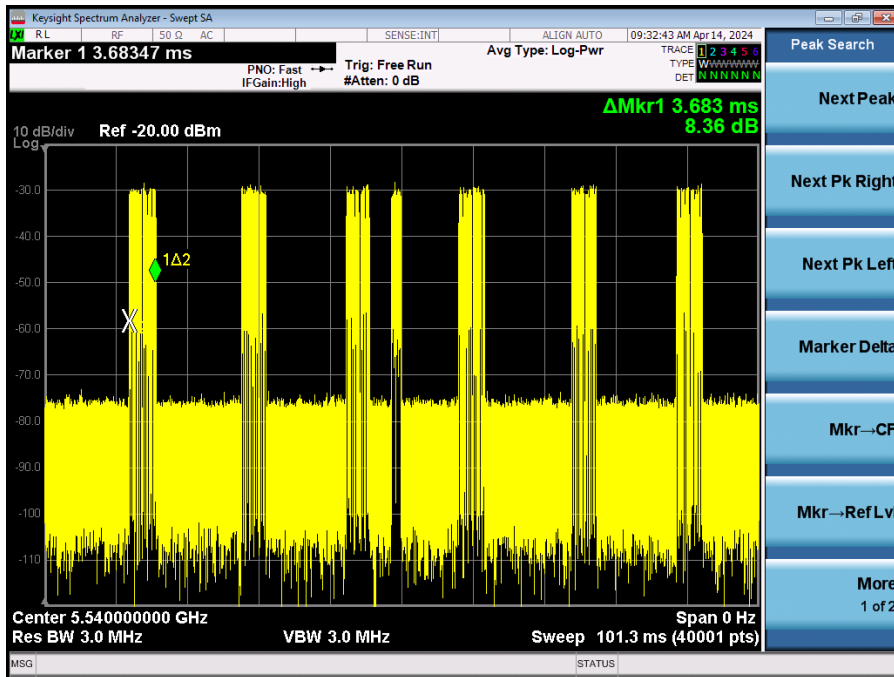 Keysight Spectrum Analyzer - Swept SA
LXI RL RF 50 Ω AC SENSE:INT ALIGN AUTO 09:32:43 AM Apr 14, 2024
Marker 1 3.68347 ms
PNO: Fast
IFGain:High
Trig: Free Run
#Atten: 0 dB
Avg Type: Log-Pwr
TRACE 1 2 3 4 5 6
TYPE WWWWWW
DET N N N N N N
Peak Search
Next Peak
Next Pk Right
Next Pk Left
Marker Delta
Mkr→CF
Mkr→Ref Lvl
More
1 of 2
ΔMkr1 3.683 ms
8.36 dB
10 dB/div Ref -20.00 dBm
Log
-30.0
-40.0
-50.0
-60.0
-70.0
-80.0
-90.0
-100
-110
1Δ2
X
Center 5.540000000 GHz Span 0 Hz
Res BW 3.0 MHz VBW 3.0 MHz Sweep 101.3 ms (40001 pts)
MSG STATUS